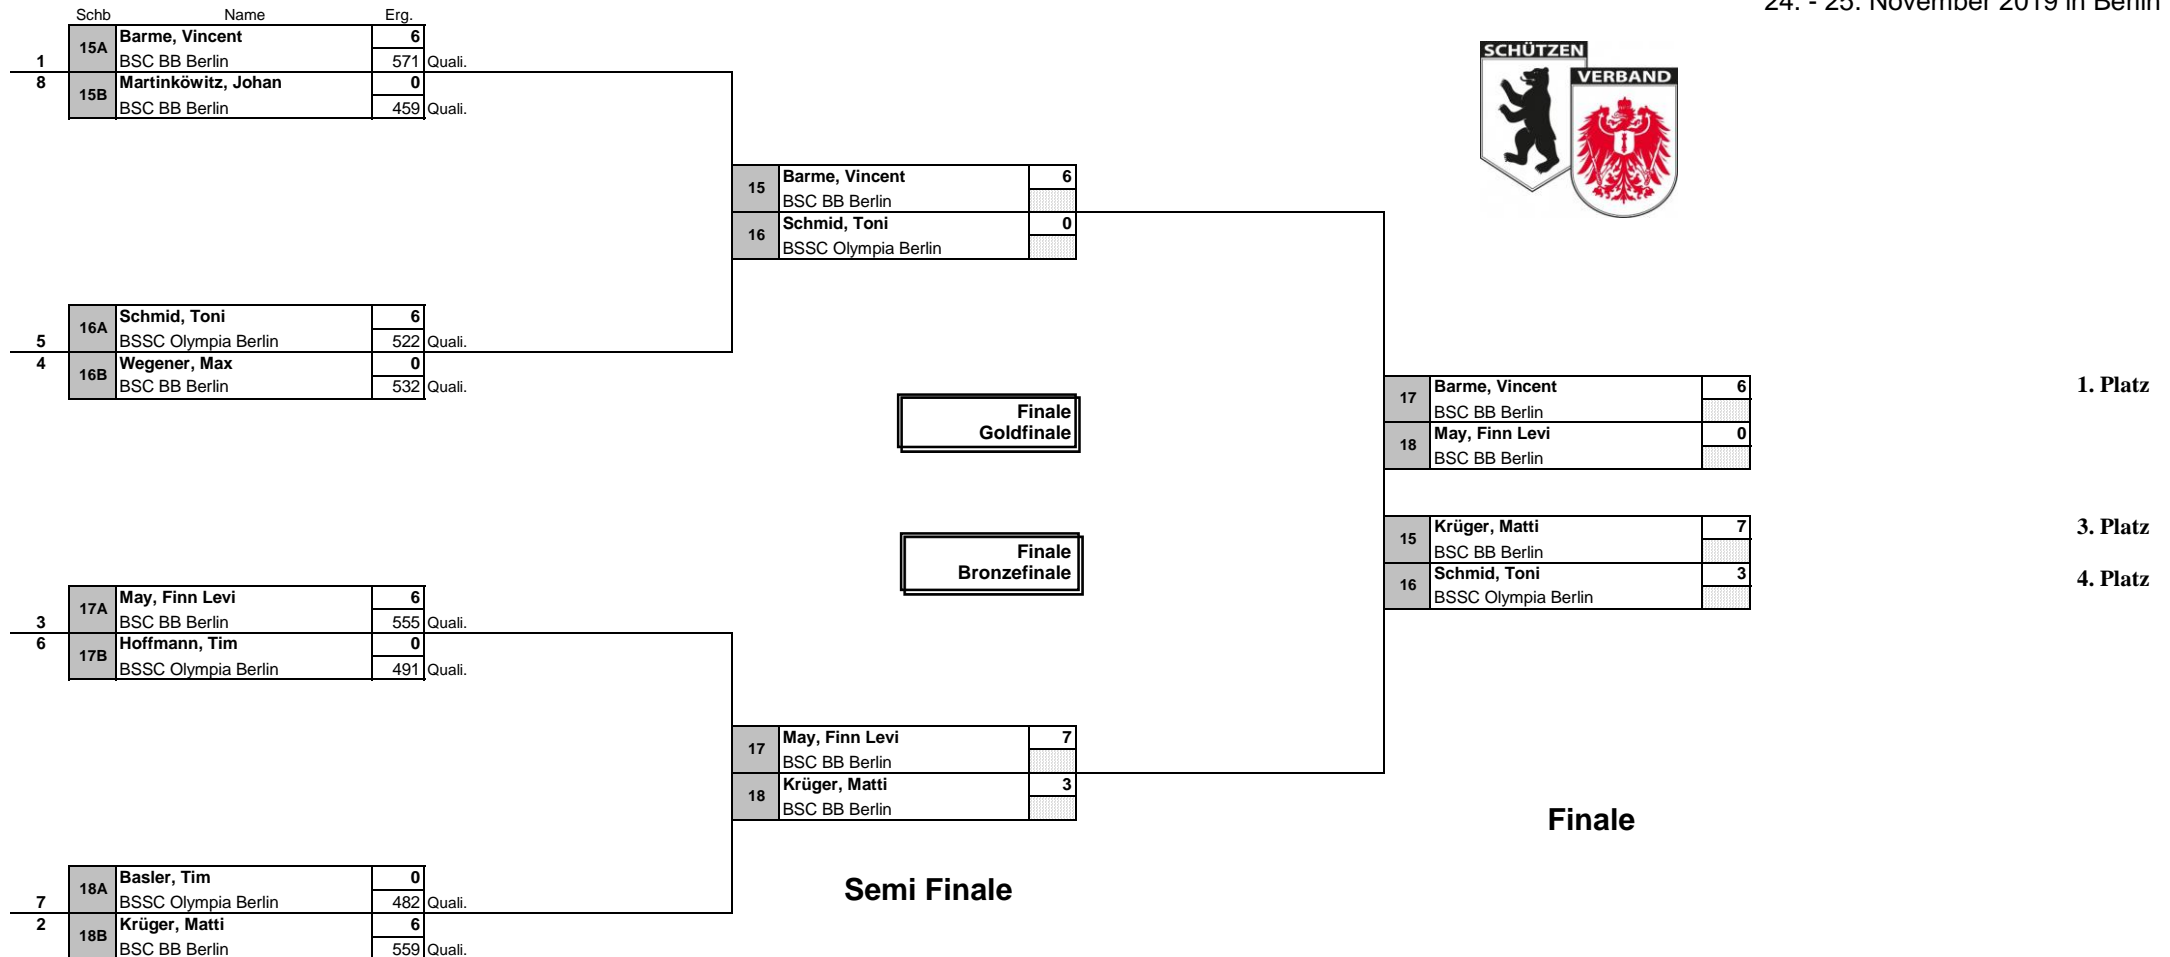 24. - 25. November 2019 in Berlin
Schb Name Erg.
15A Barme, Vincent 6
1 BSC BB Berlin 571 Quali.
8 15B Martinköwitz, Johan 0
BSC BB Berlin 459 Quali.
SCHÜTZEN
VERBAND
15 Barme, Vincent 6
BSC BB Berlin
16 Schmid, Toni 0
BSSC Olympia Berlin
16A Schmid, Toni 6
5 BSSC Olympia Berlin 522 Quali.
4 16B Wegener, Max 0
BSC BB Berlin 532 Quali.
Finale
Goldfinale
17 Barme, Vincent 6 1. Platz
BSC BB Berlin
18 May, Finn Levi 0
BSC BB Berlin
Finale
Bronzefinale
15 Krüger, Matti 7 3. Platz
BSC BB Berlin
16 Schmid, Toni 3 4. Platz
BSSC Olympia Berlin
17A May, Finn Levi 6
3 BSC BB Berlin 555 Quali.
6 17B Hoffmann, Tim 0
BSSC Olympia Berlin 491 Quali.
17 May, Finn Levi 7
BSC BB Berlin
18 Krüger, Matti 3
BSC BB Berlin
Finale
Semi Finale
18A Basler, Tim 0
7 BSSC Olympia Berlin 482 Quali.
2 18B Krüger, Matti 6
BSC BB Berlin 559 Quali.